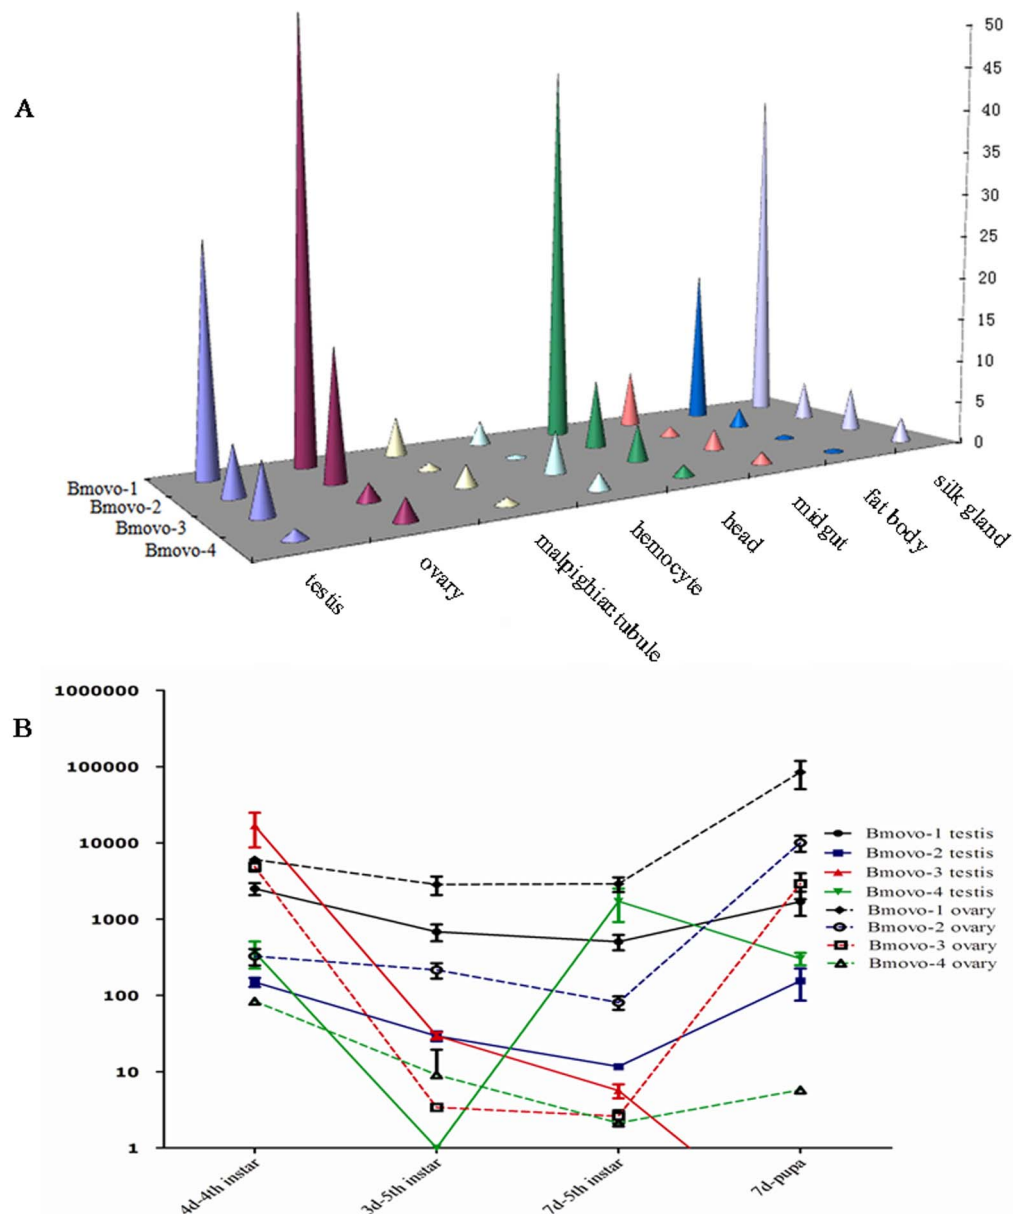 A
50
45
40
35
30
25
20
15
10
5
0
Bmovo-1
Bmovo-2
Bmovo-3
Bmovo-4
testis
ovary
malpighian tubule
hemocyte
head
midgut
fat body
silk gland
B
1000000
100000
10000
1000
100
10
1
4d-4th instar
3d-5th instar
7d-5th instar
7d-pupa
Bmovo-1 testis
Bmovo-2 testis
Bmovo-3 testis
Bmovo-4 testis
Bmovo-1 ovary
Bmovo-2 ovary
Bmovo-3 ovary
Bmovo-4 ovary